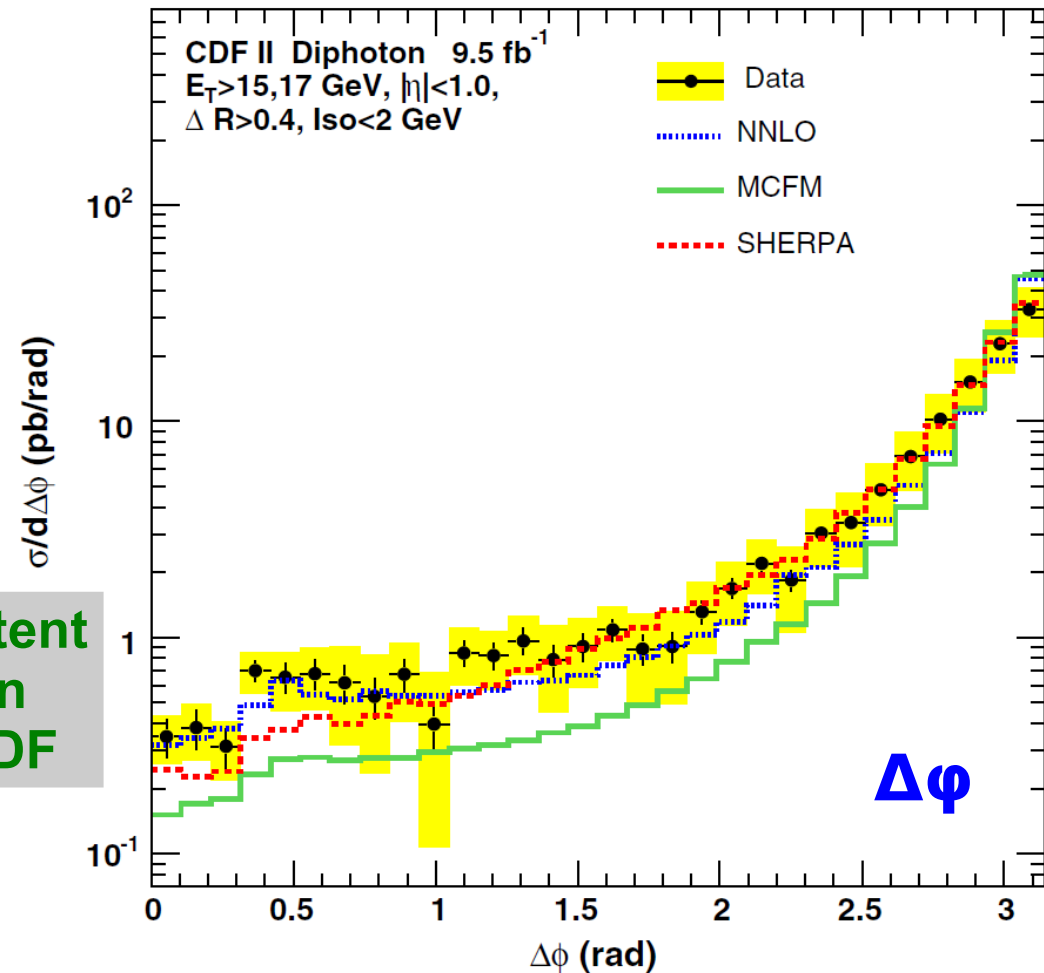 CDF II Diphoton 9.5 fb⁻¹
E_T>15,17 GeV, |η|<1.0,
Δ R>0.4, Iso<2 GeV
Data
NNLO
MCFM
SHERPA
10²
10
1
10⁻¹
σ/dΔϕ (pb/rad)
tent
n
DF
Δφ
0 0.5 1 1.5 2 2.5 3
Δϕ (rad)